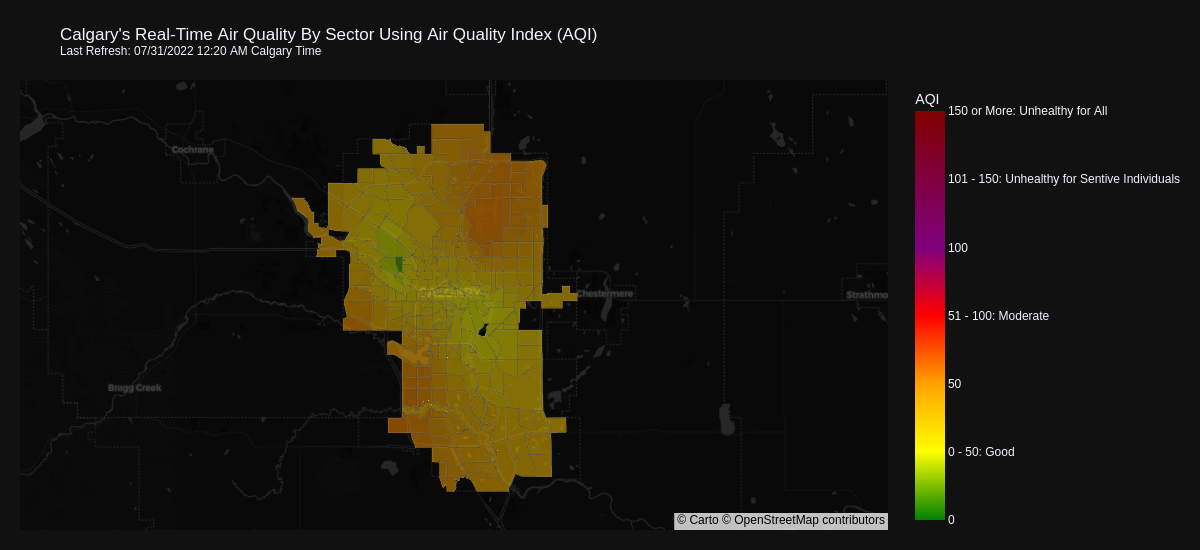 Calgary's Real-Time Air Quality By Sector Using Air Quality Index (AQI)
Last Refresh: 07/31/2022 12:20 AM Calgary Time
AQI
150 or More: Unhealthy for All
Cochrane
101 - 150: Unhealthy for Sentive Individuals
100
Chestermere
Strathmo
51 - 100: Moderate
50
Bragg Creek
0 - 50: Good
0
© Carto © OpenStreetMap contributors